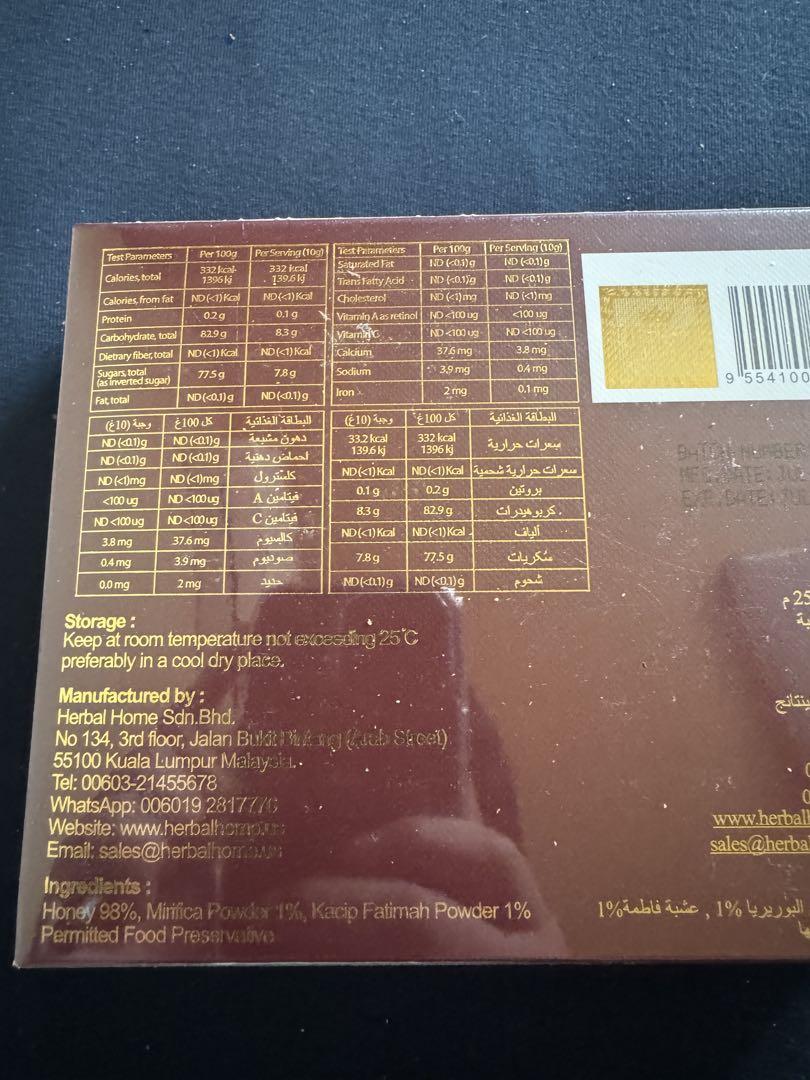 Test Parameters Per 100g Per Serving (10g)
Calories, total 332 kcal 1396 kj 332 kcal 139.6 kj
Calories, from fat ND (<1) Kcal ND (<1) Kcal
Protein 0.2 g 0.1 g
Carbohydrate, total 82.9 g 8.3 g
Dietrary fiber, total ND (<1) Kcal ND (<1) Kcal
Sugars, total (as inverted sugar) 77.5 g 7.8 g
Fat, total ND (<0.1) g ND (<0.1) g
Test Parameters Per 100g Per Serving (10g)
Saturated Fat ND (<0.1) g ND (<0.1) g
Trans Fatty Acid ND (<0.1) g ND (<0.1) g
Cholesterol ND (<1) mg ND (<1) mg
Vitamin A as retinol ND <100 ug <100 ug
Vitamin C ND <100 ug ND <100 ug
Calcium 37.6 mg 3.8 mg
Sodium 3.9 mg 0.4 mg
Iron 2 mg 0.1 mg
9 554100
البطاقة الغذائية كل 100غ وجبة (10غ)
دهون مشبعة ND (<0.1) g ND (<0.1) g
احماض دهنية ND (<0.1) g ND (<0.1) g
كلسترول ND (<1) mg ND (<1) mg
فيتامين A ND <100 ug <100 ug
فيتامين C ND <100 ug ND <100 ug
كالسيوم 37.6 mg 3.8 mg
صوديوم 3.9 mg 0.4 mg
حديد 2 mg 0.0 mg
البطاقة الغذائية كل 100غ وجبة (10غ)
سعرات حرارية 332 kcal 1396 kj 33.2 kcal 139.6 kj
سعرات حرارية شحمية ND (<1) Kcal ND (<1) Kcal
بروتين 0.2 g 0.1 g
كربوهيدرات 82.9 g 8.3 g
ألياف ND (<1) Kcal ND (<1) Kcal
سكريات 77.5 g 7.8 g
شحوم ND (<0.1) g ND (<0.1) g
Storage :
Keep at room temperature not exceeding 25°C
preferably in a cool dry place.
Manufactured by :
Herbal Home Sdn.Bhd.
No 134, 3rd floor, Jalan Bukit Bintang (Arab Street)
55100 Kuala Lumpur Malaysia.
Tel: 00603-21455678
WhatsApp: 006019 2817776
Website: www.herbalhome.us
Email: sales@herbalhome.us
Ingredients :
Honey 98%, Mirifica Powder 1%, Kacip Fatimah Powder 1%
Permitted Food Preservative
25 م
www.herbal
sales@herba
البوريريا 1% , عشبة فاطمة 1%